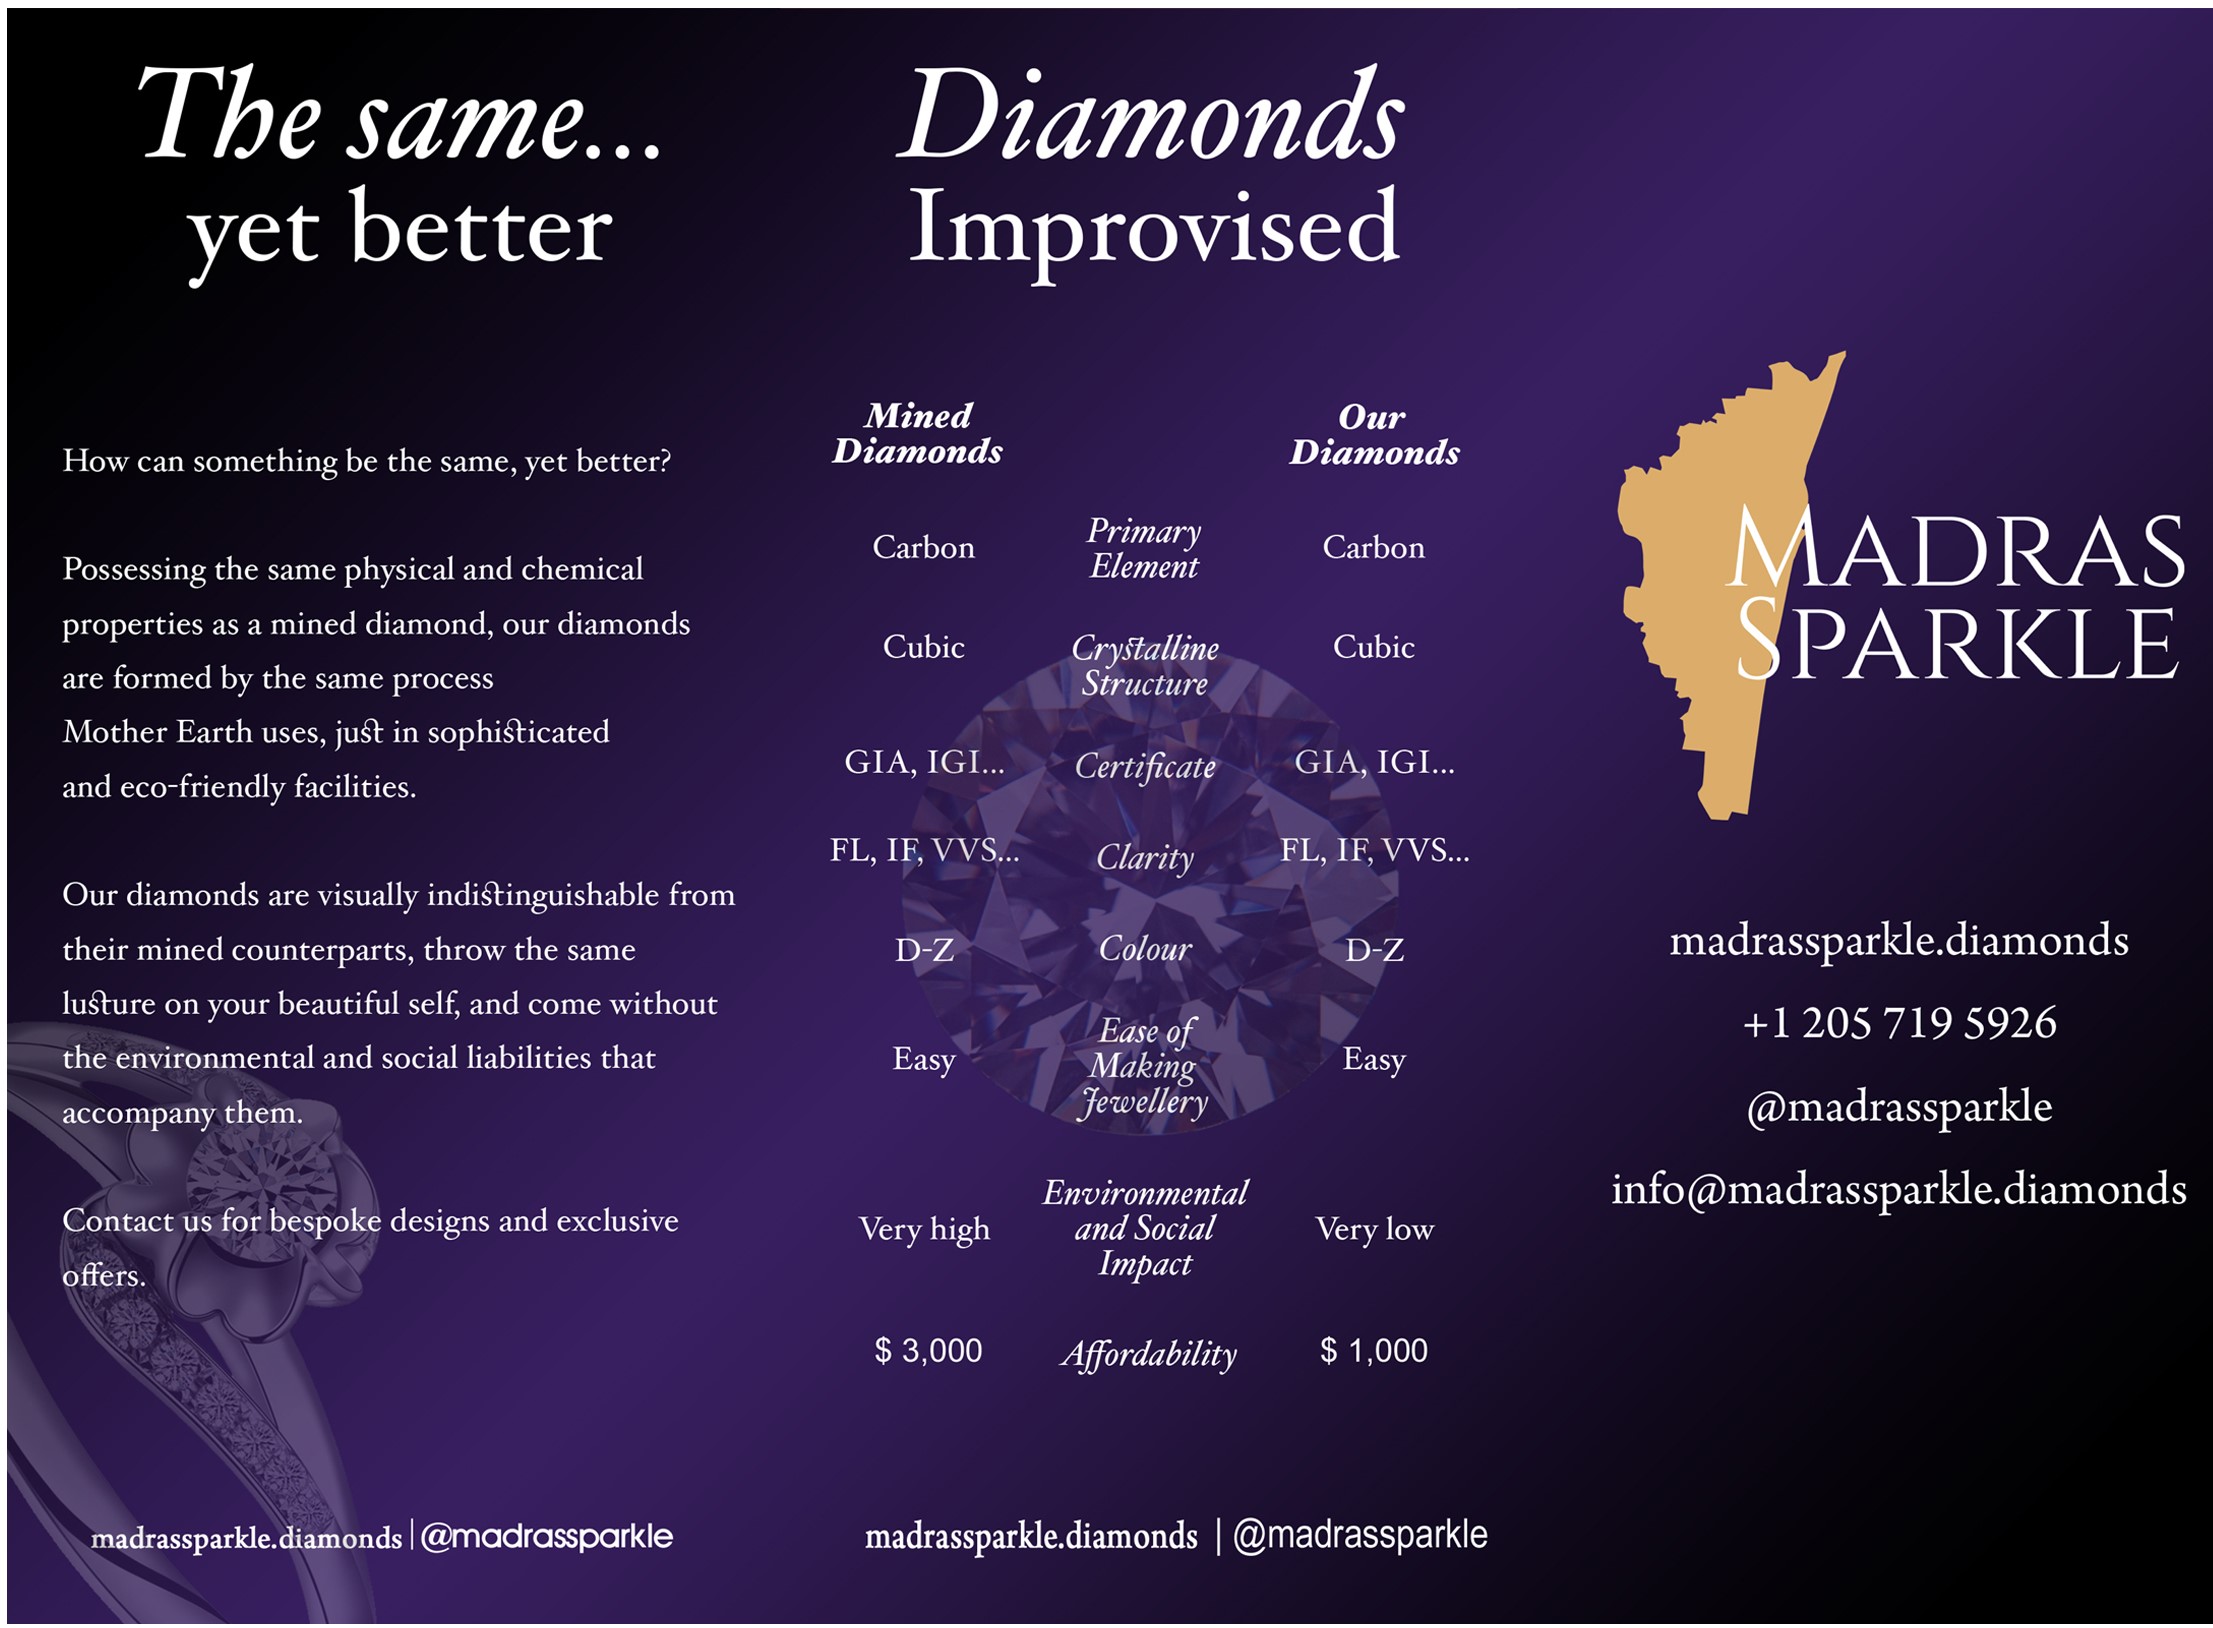 The same...
yet better
How can something be the same, yet better?
Possessing the same physical and chemical
properties as a mined diamond, our diamonds
are formed by the same process
Mother Earth uses, just in sophisticated
and eco-friendly facilities.
Our diamonds are visually indistinguishable from
their mined counterparts, throw the same
lusture on your beautiful self, and come without
the environmental and social liabilities that
accompany them.
Contact us for bespoke designs and exclusive
offers.
madrassparkle.diamonds | @madrassparkle
Diamonds
Improvised
Mined
Diamonds
Our
Diamonds
Carbon
Primary
Element
Carbon
Cubic
Crystalline
Structure
Cubic
GIA, IGI... Certificate GIA, IGI...
FL, IF, VVS... Clarity FL, IF, VVS...
D-Z Colour D-Z
Easy
Ease of
Making
Jewellery
Easy
Very high
Environmental
and Social
Impact
Very low
$ 3,000 Affordability $ 1,000
madrassparkle.diamonds | @madrassparkle
MADRAS
SPARKLE
madrassparkle.diamonds
+1 205 719 5926
@madrassparkle
info@madrassparkle.diamonds